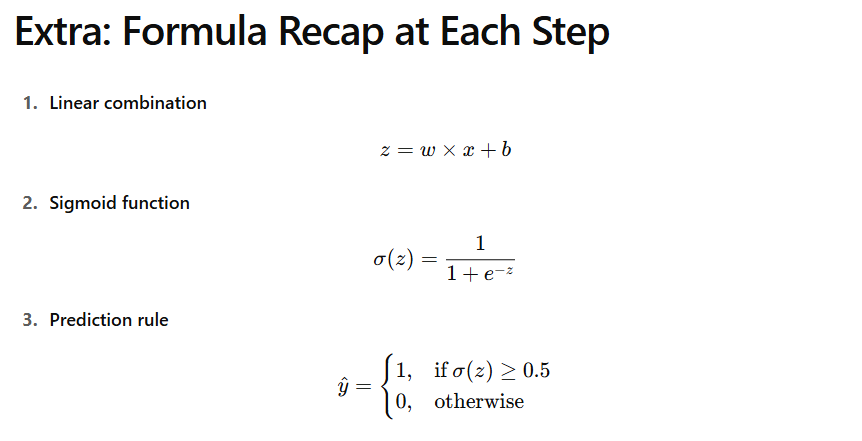 Extra: Formula Recap at Each Step
1. Linear combination
z = w × x + b
2. Sigmoid function
σ(z) = 1 / (1 + e^{−z})
3. Prediction rule
ŷ = { 1, if σ(z) ≥ 0.5
0, otherwise